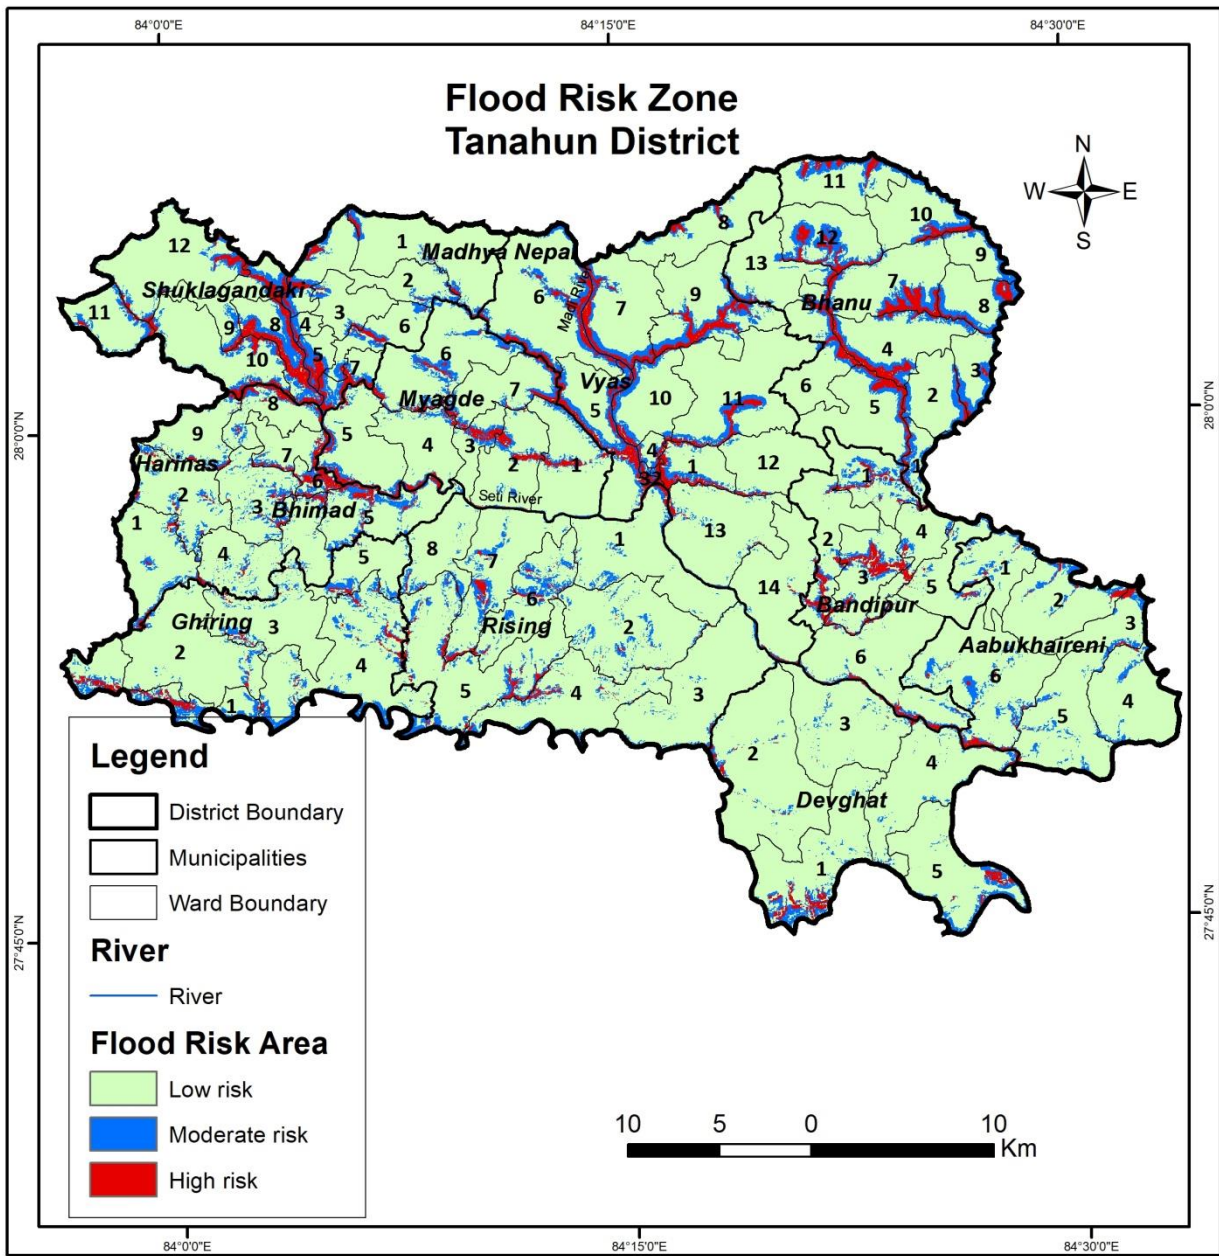 84°0'0"E
84°15'0"E
84°30'0"E
Flood Risk Zone
Tanahun District
N
W E
S
11
10
8
12
1
Madhya Nepal
12
13
9
2
Shuklagandaki
6
Madi River
7
9
7
Bhanu
8
11
9
8
4
3
6
4
10
5
7
6
Myagde
7
Vyas
5
10
11
6
5
2
3
8
9
5
4
3
2
1
4
1
12
1
1
Harinas
7
6
32
2
3
Bhimad
5
Seti River
13
4
1
4
5
8
7
1
2
3
5
1
2
14
Bandipur
Ghiring
3
6
Rising
2
3
2
4
6
Aabukhaireni
6
5
4
3
4
1
5
3
2
4
Legend
Devghat
District Boundary
Municipalities
1
5
Ward Boundary
River
River
Flood Risk Area
Low risk
Moderate risk
High risk
10 5 0 10
Km
28°0'0"N
28°0'0"N
27°45'0"N
27°45'0"N
84°0'0"E
84°15'0"E
84°30'0"E